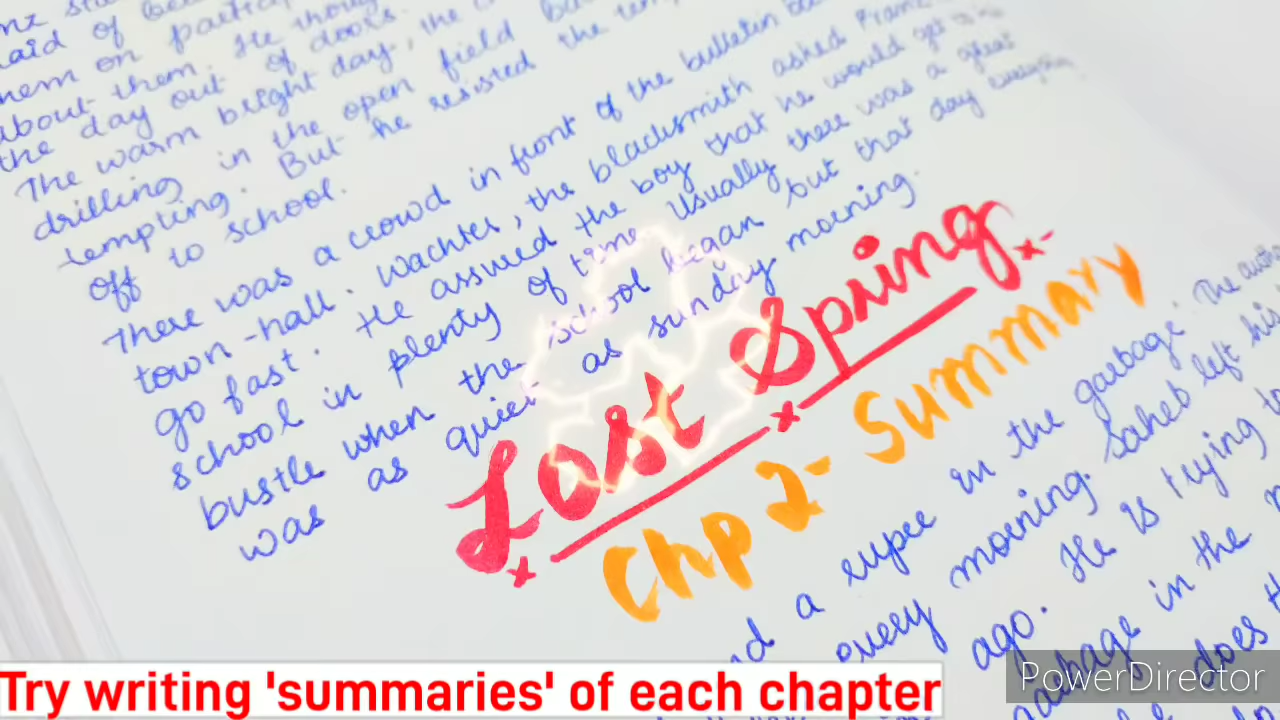 aid of
them on
about them. He
the day out of doors.
The warm bright day, the
drilling in the open field
tempting. But he resisted the
off to school.
There was a crowd in front of the bulletin
town-hall. Wachter, the blacksmith asked Franz
go fast. He assured the boy that he would get to
school in plenty of time. Usually there was a great
bustle when the school began but that day everything
was as quiet as sunday morning.
Lost Spring
Chp 2- Summary
a rupee in the garbage. The
every morning. Saheb left his
ago. He is trying to
garbage in the
does
Try writing 'summaries' of each chapter
PowerDirector